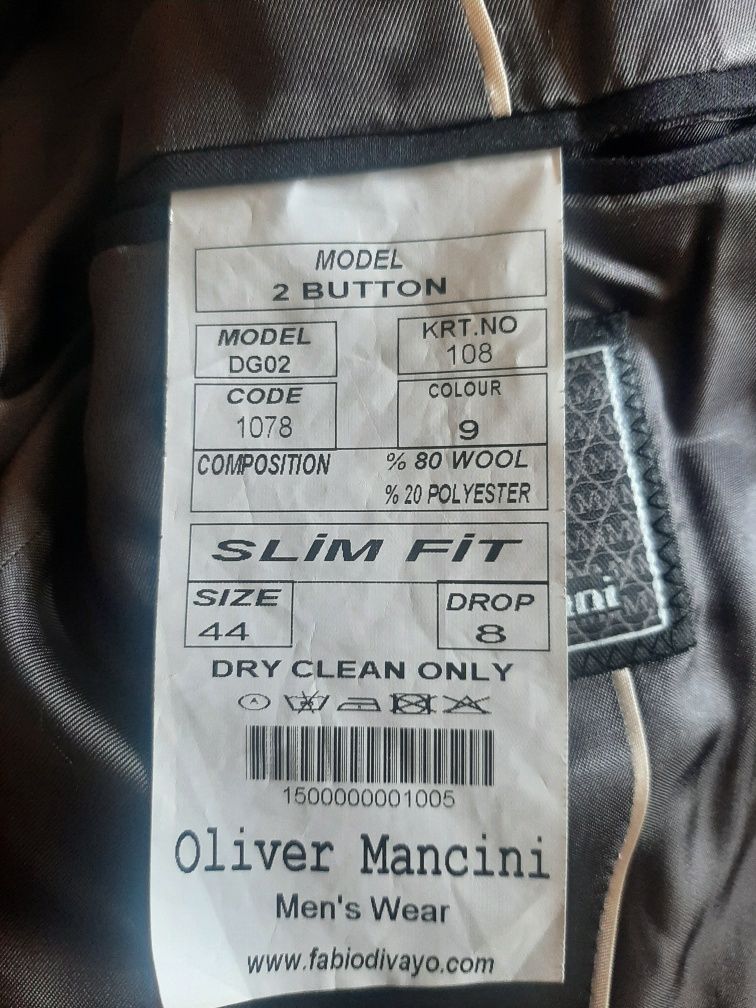 MODEL
2 BUTTON
MODEL
DG02
KRT.NO
108
CODE
1078
COLOUR
9
COMPOSITION
% 80 WOOL
% 20 POLYESTER
SLİM FİT
SIZE
44
DROP
8
DRY CLEAN ONLY
1500000001005
Oliver Mancini
Men's Wear
www.fabiodivayo.com